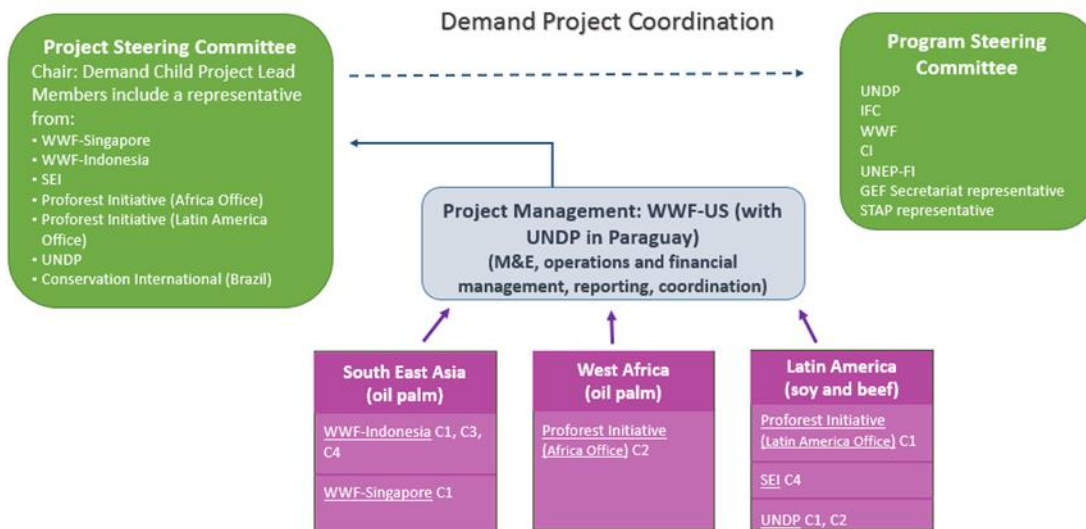 Demand Project Coordination
Project Steering Committee
Chair: Demand Child Project Lead
Members include a representative
from:
• WWF-Singapore
• WWF-Indonesia
• SEI
• Proforest Initiative (Africa Office)
• Proforest Initiative (Latin America
Office)
• UNDP
• Conservation International (Brazil)
Program Steering
Committee
UNDP
IFC
WWF
CI
UNEP-FI
GEF Secretariat representative
STAP representative
Project Management: WWF-US (with
UNDP in Paraguay)
(M&E, operations and financial
management, reporting, coordination)
South East Asia
(oil palm)
WWF-Indonesia C1, C3,
C4
WWF-Singapore C1
West Africa
(oil palm)
Proforest Initiative
(Africa Office) C2
Latin America
(soy and beef)
Proforest Initiative
(Latin America Office) C1
SEI C4
UNDP C1, C2